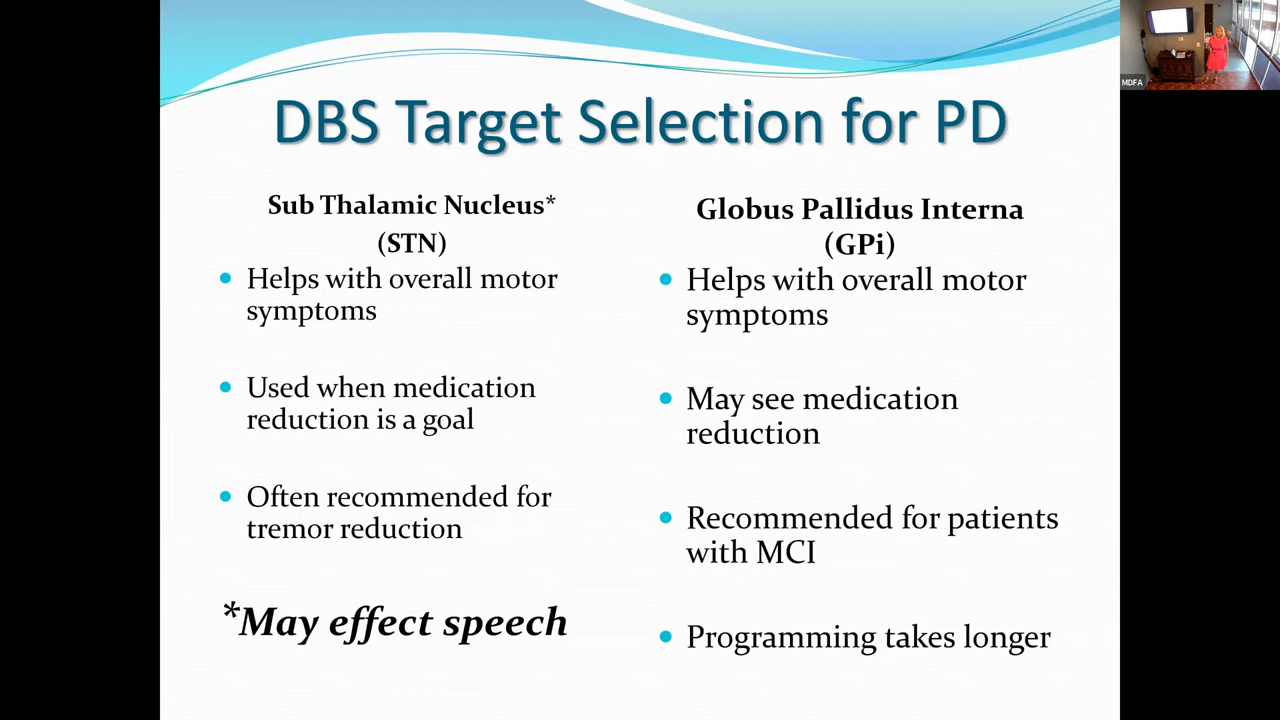 DBS Target Selection for PD
Sub Thalamic Nucleus*
(STN)
Helps with overall motor
symptoms
Used when medication
reduction is a goal
Often recommended for
tremor reduction
*May effect speech
Globus Pallidus Interna
(GPi)
Helps with overall motor
symptoms
May see medication
reduction
Recommended for patients
with MCI
Programming takes longer
MDFA